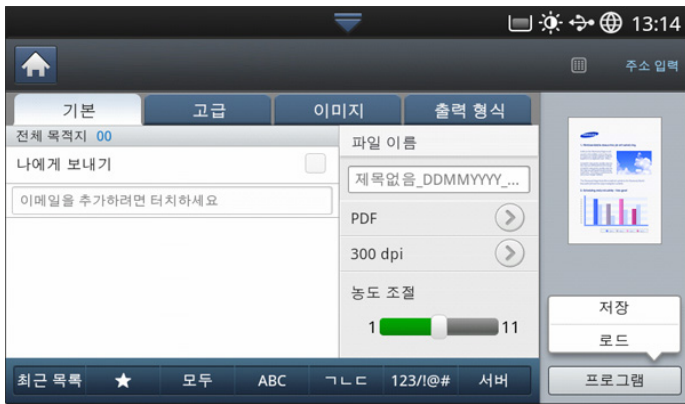 13:14
주소 입력
기본
고급
이미지
출력 형식
전체 목적지 00
나에게 보내기
이메일을 추가하려면 터치하세요
파일 이름
제목없음_DDMMYYYY_...
PDF
300 dpi
농도 조절
1
11
저장
로드
프로그램
최근 목록
★
모두
ABC
ㄱㄴㄷ
123/!@#
서버